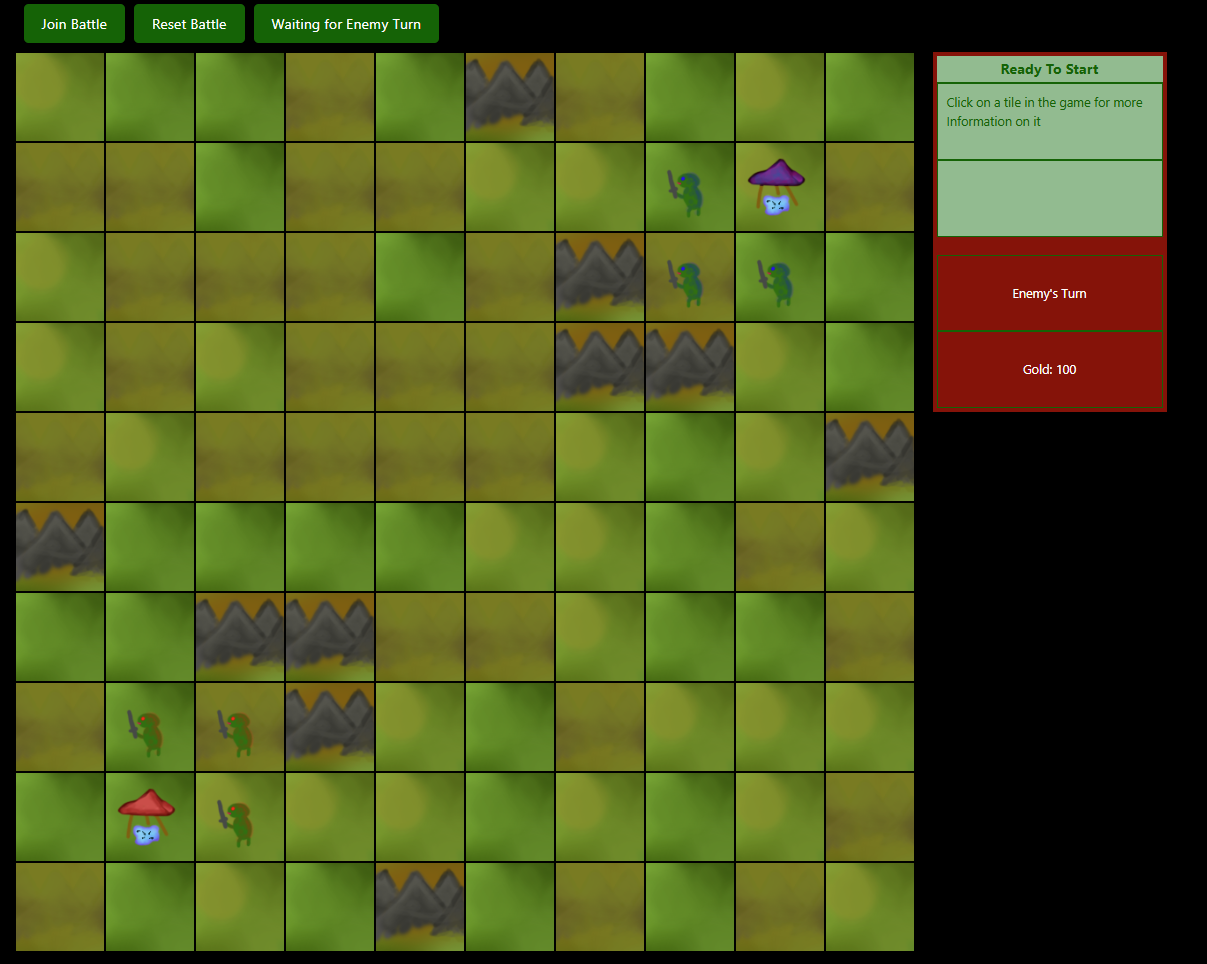 Join Battle
Reset Battle
Waiting for Enemy Turn
Ready To Start
Click on a tile in the game for more
Information on it
Enemy's Turn
Gold: 100